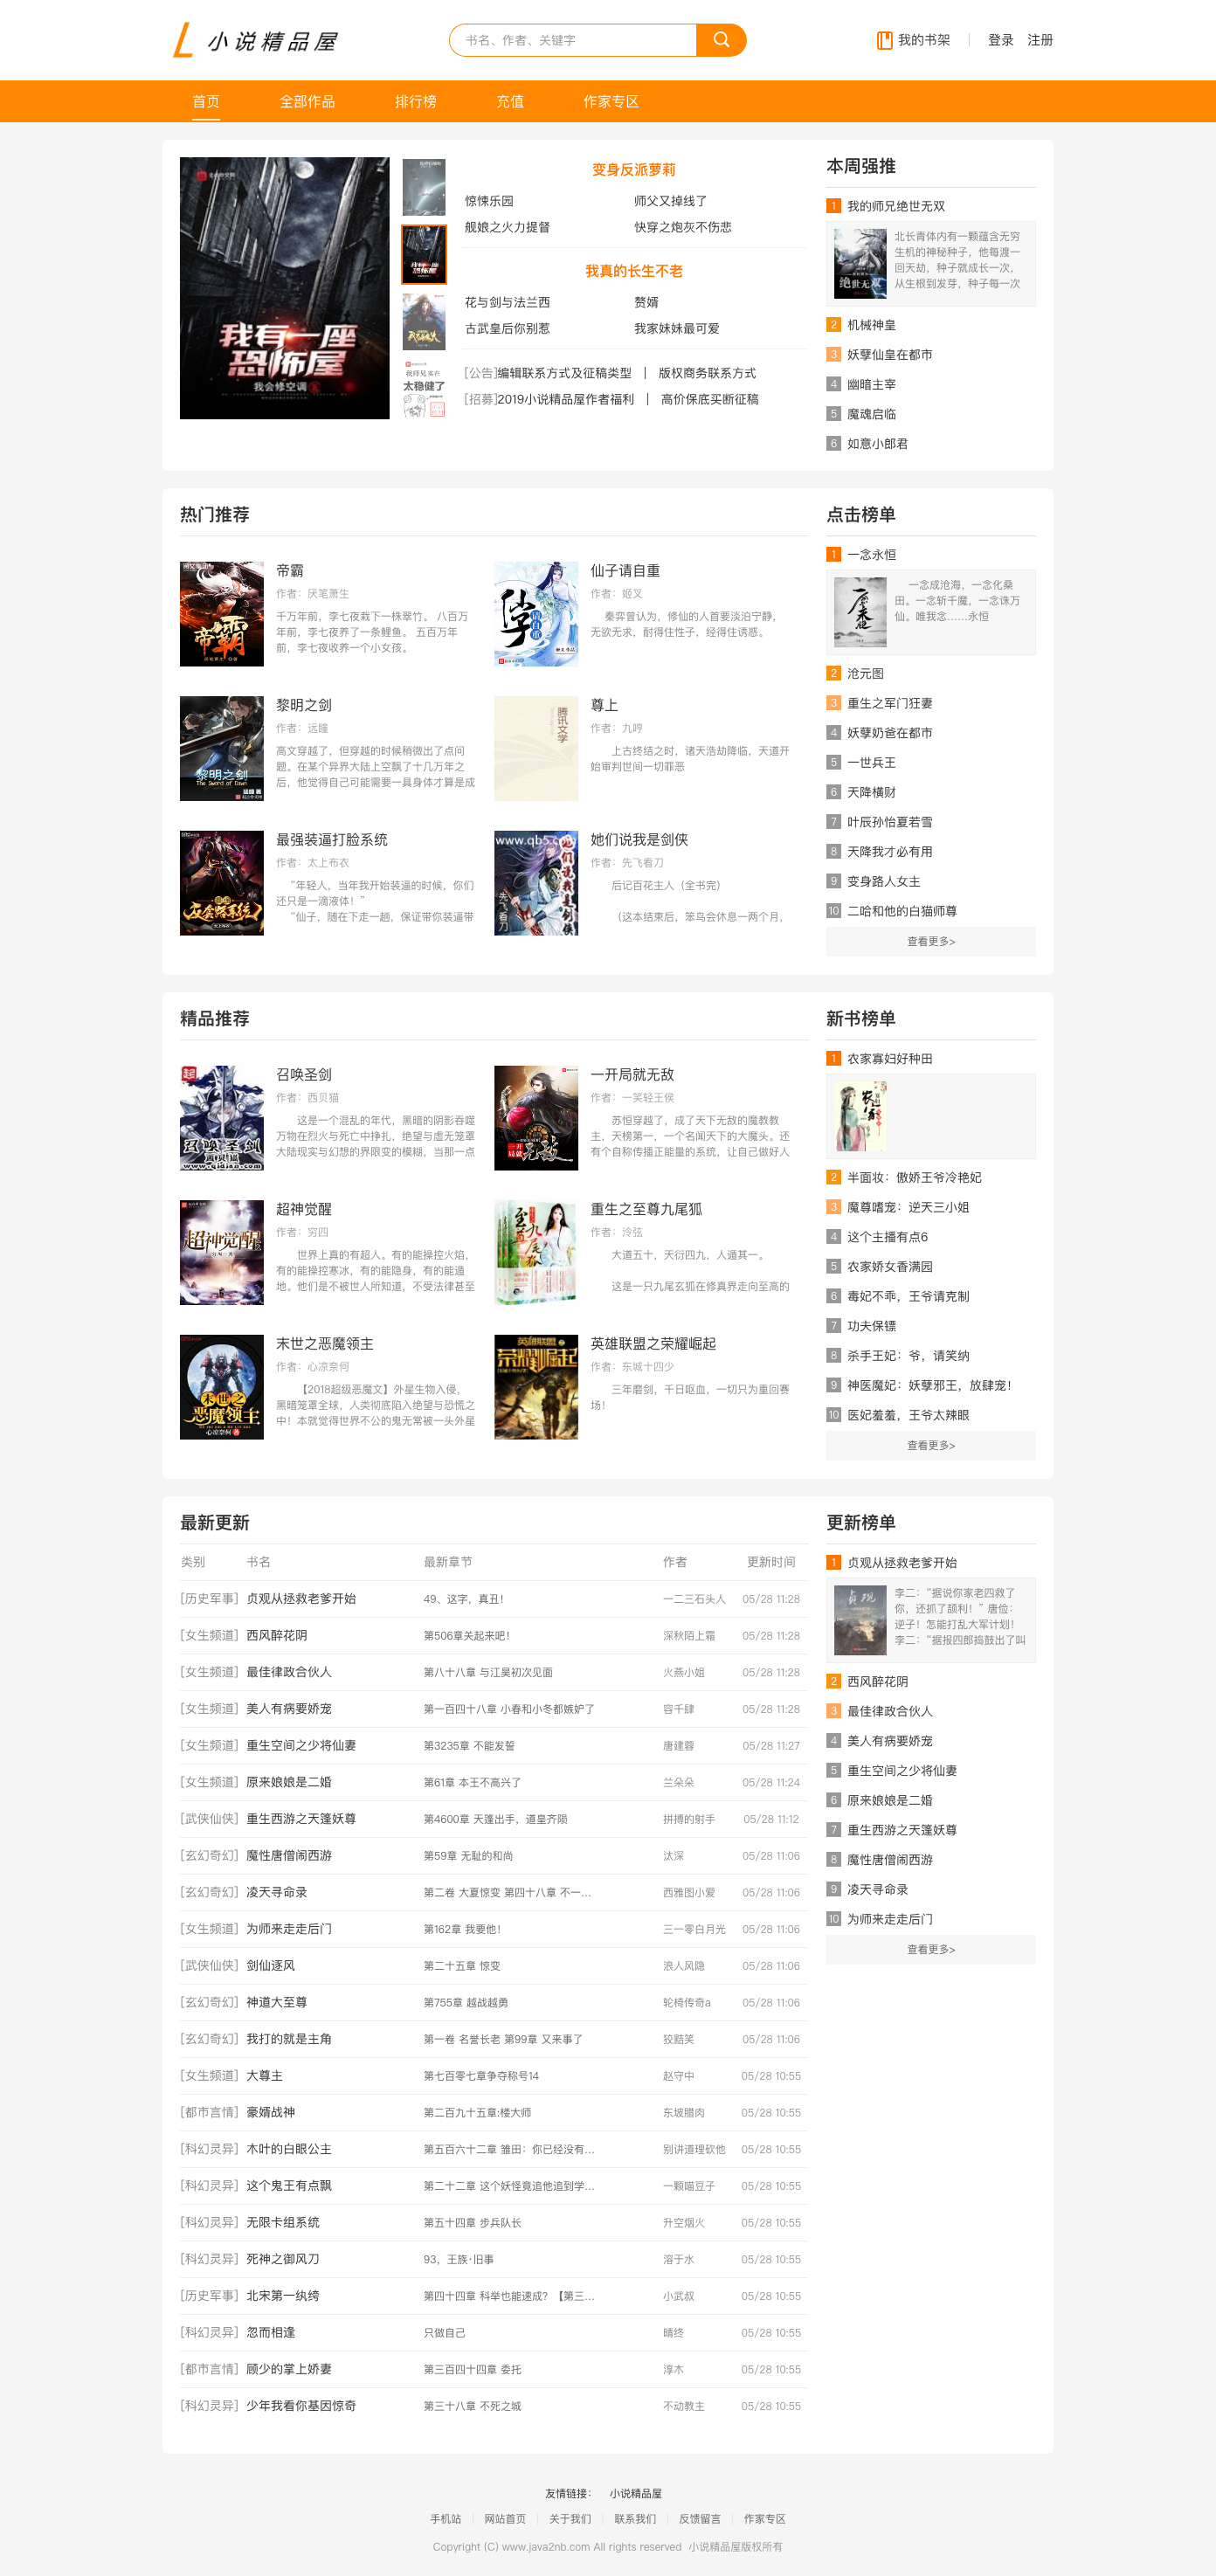 小说精品屋
书名、作者、关键字
我的书架
登录
注册
首页
全部作品
排行榜
充值
作家专区
我有一座
恐怖屋
我会修空调
变身反派萝莉
惊悚乐园
师父又掉线了
舰娘之火力提督
快穿之炮灰不伤悲
我真的长生不老
花与剑与法兰西
赘婿
古武皇后你别惹
我家妹妹最可爱
[公告]编辑联系方式及征稿类型 | 版权商务联系方式
[招募]2019小说精品屋作者福利 | 高价保底买断征稿
本周强推
1 我的师兄绝世无双
北长青体内有一颗蕴含无穷
生机的神秘种子，他每渡一
回天劫，种子就成长一次，
从生根到发芽，种子每一次
2 机械神皇
3 妖孽仙皇在都市
4 幽暗主宰
5 魔魂启临
6 如意小郎君
热门推荐
帝霸
作者：厌笔萧生
千万年前，李七夜栽下一株翠竹。 八百万
年前，李七夜养了一条鲤鱼。 五百万年
前，李七夜收养一个小女孩。
仙子请自重
作者：姬叉
秦弈曾认为，修仙的人首要淡泊宁静，
无欲无求，耐得住性子，经得住诱惑。
黎明之剑
作者：远瞳
高文穿越了，但穿越的时候稍微出了点问
题。在某个异界大陆上空飘了十几万年之
后，他觉得自己可能需要一具身体才算是成
尊上
作者：九哼
上古终结之时，诸天浩劫降临，天道开
始审判世间一切罪恶
最强装逼打脸系统
作者：太上布衣
“年轻人，当年我开始装逼的时候，你们
还只是一滴液体！”
“仙子，随在下走一趟，保证带你装逼带
她们说我是剑侠
作者：先飞看刀
后记百花主人（全书完）
（这本结束后，笨鸟会休息一两个月，
点击榜单
1 一念永恒
一念成沧海，一念化桑
田。一念斩千魔，一念诛万
仙。唯我念……永恒
2 沧元图
3 重生之军门狂妻
4 妖孽奶爸在都市
5 一世兵王
6 天降横财
7 叶辰孙怡夏若雪
8 天降我才必有用
9 变身路人女主
10 二哈和他的白猫师尊
查看更多>
精品推荐
召唤圣剑
作者：西贝猫
这是一个混乱的年代，黑暗的阴影吞噬
万物在烈火与死亡中挣扎，绝望与虚无笼罩
大陆现实与幻想的界限变的模糊，当那一点
一开局就无敌
作者：一笑轻王侯
苏恒穿越了，成了天下无敌的魔教教
主，天榜第一，一个名闻天下的大魔头。还
有个自称传播正能量的系统，让自己做好人
超神觉醒
作者：穷四
世界上真的有超人。有的能操控火焰，
有的能操控寒冰，有的能隐身，有的能遁
地。他们是不被世人所知道，不受法律甚至
重生之至尊九尾狐
作者：泠弦
大道五十，天衍四九，人遁其一。
这是一只九尾玄狐在修真界走向至高的
末世之恶魔领主
作者：心凉奈何
【2018超级恶魔文】外星生物入侵，
黑暗笼罩全球，人类彻底陷入绝望与恐慌之
中！本就觉得世界不公的鬼无常被一头外星
英雄联盟之荣耀崛起
作者：东城十四少
三年磨剑，千日呕血，一切只为重回赛
场！
新书榜单
1 农家寡妇好种田
2 半面妆：傲娇王爷冷艳妃
3 魔尊嗜宠：逆天三小姐
4 这个主播有点6
5 农家娇女香满园
6 毒妃不乖，王爷请克制
7 功夫保镖
8 杀手王妃：爷，请笑纳
9 神医魔妃：妖孽邪王，放肆宠！
10 医妃羞羞，王爷太辣眼
查看更多>
最新更新
类别 书名 最新章节 作者 更新时间
[历史军事] 贞观从拯救老爹开始 49、这字，真丑！ 一二三石头人 05/28 11:28
[女生频道] 西风醉花阴 第506章关起来吧！ 深秋陌上霜 05/28 11:28
[女生频道] 最佳律政合伙人 第八十八章 与江昊初次见面 火燕小姐 05/28 11:28
[女生频道] 美人有病要娇宠 第一百四十八章 小春和小冬都嫉妒了 容千肆 05/28 11:28
[女生频道] 重生空间之少将仙妻 第3235章 不能发誓 唐建蓉 05/28 11:27
[女生频道] 原来娘娘是二婚 第61章 本王不高兴了 兰朵朵 05/28 11:24
[武侠仙侠] 重生西游之天篷妖尊 第4600章 天篷出手，道皇齐陨 拼搏的射手 05/28 11:12
[玄幻奇幻] 魔性唐僧闹西游 第59章 无耻的和尚 汰深 05/28 11:06
[玄幻奇幻] 凌天寻命录 第二卷 大夏惊变 第四十八章 不一... 西雅图小爱 05/28 11:06
[女生频道] 为师来走走后门 第162章 我要他！ 三一零白月光 05/28 11:06
[武侠仙侠] 剑仙逐风 第二十五章 惊变 浪人风隐 05/28 11:06
[玄幻奇幻] 神道大至尊 第755章 越战越勇 轮椅传奇a 05/28 11:06
[玄幻奇幻] 我打的就是主角 第一卷 名誉长老 第99章 又来事了 狡黠笑 05/28 11:06
[女生频道] 大尊主 第七百零七章争夺称号14 赵守中 05/28 10:55
[都市言情] 豪婿战神 第二百九十五章:楼大师 东坡腊肉 05/28 10:55
[科幻灵异] 木叶的白眼公主 第五百六十二章 雏田：你已经没有... 别讲道理砍他 05/28 10:55
[科幻灵异] 这个鬼王有点飘 第二十二章 这个妖怪竟追他追到学... 一颗喵豆子 05/28 10:55
[科幻灵异] 无限卡组系统 第五十四章 步兵队长 升空烟火 05/28 10:55
[科幻灵异] 死神之御风刀 93，王族·旧事 溶于水 05/28 10:55
[历史军事] 北宋第一纨绔 第四十四章 科举也能速成？【第三... 小武叔 05/28 10:55
[科幻灵异] 忽而相逢 只做自己 晴终 05/28 10:55
[都市言情] 顾少的掌上娇妻 第三百四十四章 委托 淳木 05/28 10:55
[科幻灵异] 少年我看你基因惊奇 第三十八章 不死之城 不动教主 05/28 10:55
更新榜单
1 贞观从拯救老爹开始
李二：“据说你家老四救了
你，还抓了颉利！” 唐俭：
逆子！怎能打乱大军计划！
李二：“据报四郎捣鼓出了叫
2 西风醉花阴
3 最佳律政合伙人
4 美人有病要娇宠
5 重生空间之少将仙妻
6 原来娘娘是二婚
7 重生西游之天篷妖尊
8 魔性唐僧闹西游
9 凌天寻命录
10 为师来走走后门
查看更多>
友情链接： 小说精品屋
手机站 | 网站首页 | 关于我们 | 联系我们 | 反馈留言 | 作家专区
Copyright (C) www.java2nb.com All rights reserved 小说精品屋版权所有